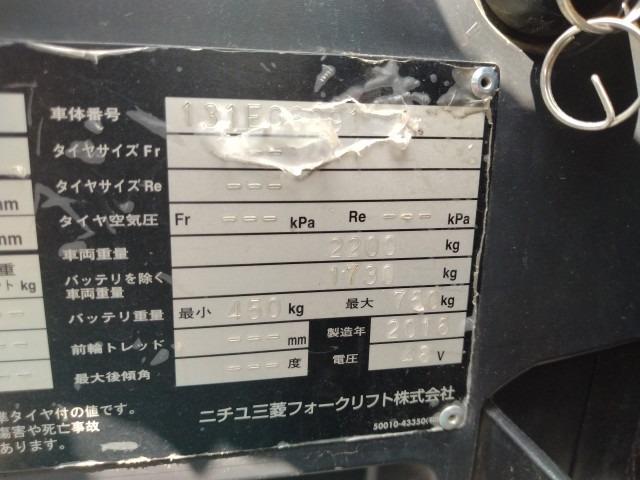 車体番号
タイヤサイズ Fr ---
タイヤサイズ Re ---
タイヤ空気圧 Fr --- kPa Re --- kPa
mm
mm
車両重量 2200 kg
バッテリを除く
車両重量 1730 kg
重
kg
バッテリ重量 最小 450 kg 最大 kg
前輪トレッド --- mm 製造年 2016
最大後傾角 --- 度 電圧 48 V
タイヤ付の値です。
傷害や死亡事故
あります。
ニチユ三菱フォークリフト株式会社
50010-43350